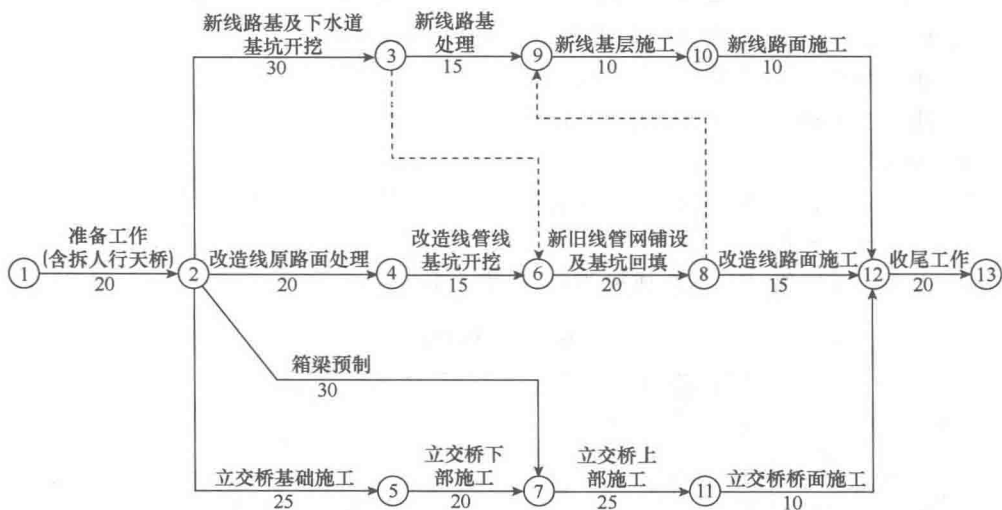 新线路基及下水道
基坑开挖
30
3
新线路基
处理
15
9
新线基层施工
10
10
新线路面施工
10
1
准备工作
(含拆人行天桥)
20
2
改造线原路面处理
20
4
改造线管线
基坑开挖
15
6
新旧线管网铺设
及基坑回填
20
8
改造线路面施工
15
12
收尾工作
20
13
箱梁预制
30
立交桥基础施工
25
5
立交桥下
部施工
20
7
立交桥上
部施工
25
11
立交桥桥面施工
10